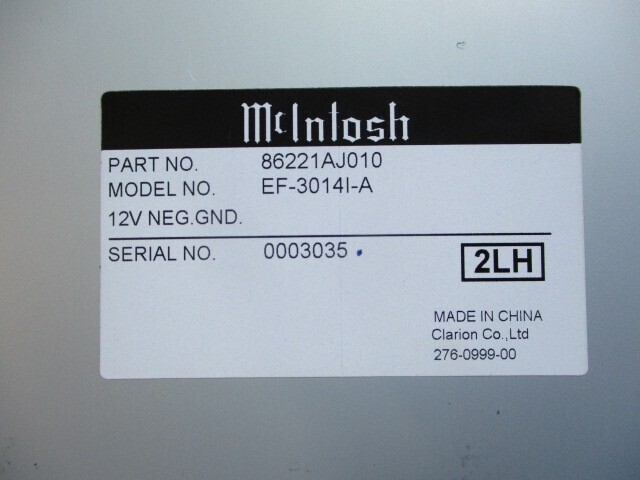 McIntosh
PART NO. 86221AJ010
MODEL NO. EF-3014I-A
12V NEG.GND.
SERIAL NO. 0003035
2LH
MADE IN CHINA
Clarion Co.,Ltd
276-0999-00